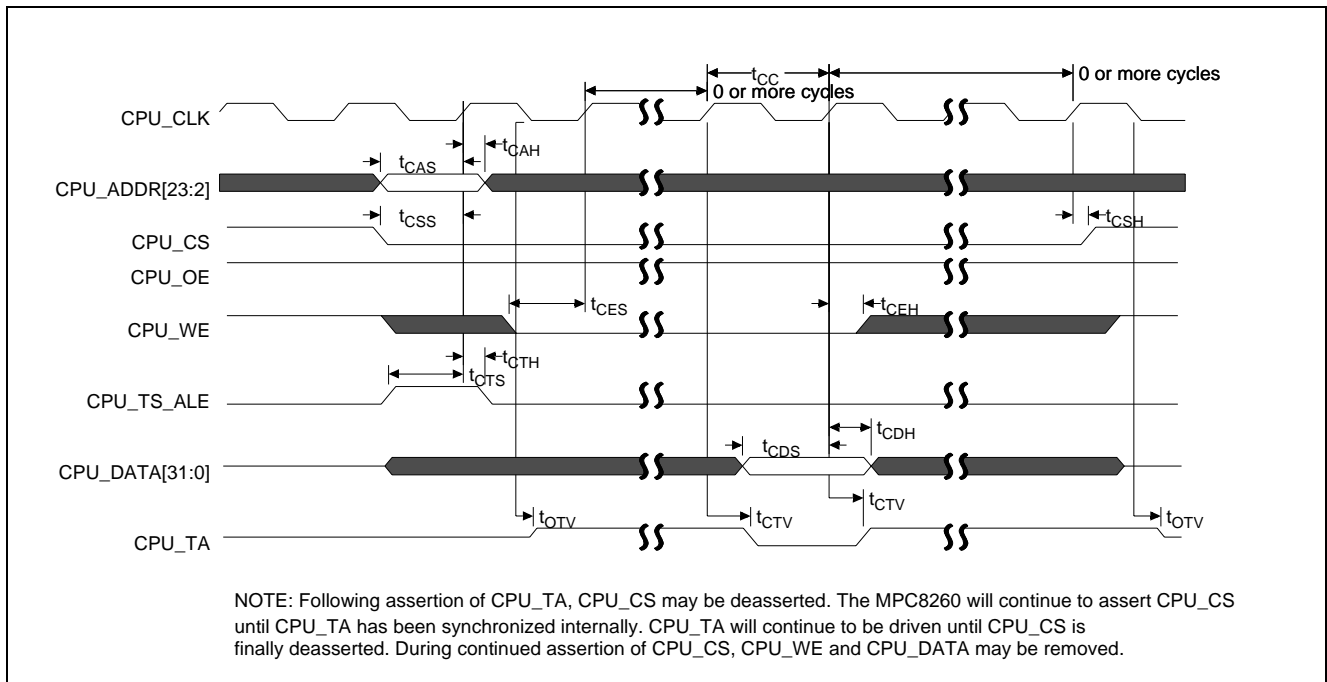 tCC
0 or more cycles
0 or more cycles
CPU_CLK
tCAH
tCAS
CPU_ADDR[23:2]
tCSS
tCSH
CPU_CS
CPU_OE
tCES
tCEH
CPU_WE
tCTH
tCTS
CPU_TS_ALE
tCDH
tCDS
CPU_DATA[31:0]
tCTV
tOTV
tCTV
tOTV
CPU_TA
NOTE: Following assertion of CPU_TA, CPU_CS may be deasserted. The MPC8260 will continue to assert CPU_CS
until CPU_TA has been synchronized internally. CPU_TA will continue to be driven until CPU_CS is
finally deasserted. During continued assertion of CPU_CS, CPU_WE and CPU_DATA may be removed.